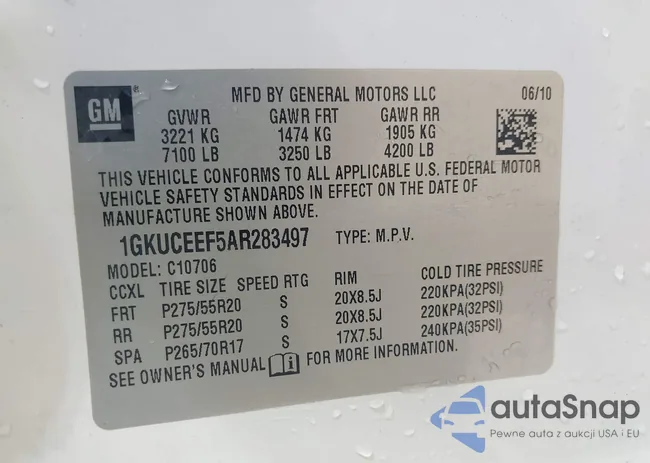 GM
MFD BY GENERAL MOTORS LLC 06/10
GVWR GAWR FRT GAWR RR
3221 KG 1474 KG 1905 KG
7100 LB 3250 LB 4200 LB
THIS VEHICLE CONFORMS TO ALL APPLICABLE U.S. FEDERAL MOTOR
VEHICLE SAFETY STANDARDS IN EFFECT ON THE DATE OF
MANUFACTURE SHOWN ABOVE.
1GKUCEEF5AR283497 TYPE: M.P.V.
MODEL: C10706
CCXL TIRE SIZE SPEED RTG RIM COLD TIRE PRESSURE
FRT P275/55R20 S 20X8.5J 220KPA(32PSI)
RR P275/55R20 S 20X8.5J 220KPA(32PSI)
SPA P265/70R17 S 17X7.5J 240KPA(35PSI)
SEE OWNER'S MANUAL FOR MORE INFORMATION.
autaSnap
Pewne auta z aukcji USA i EU